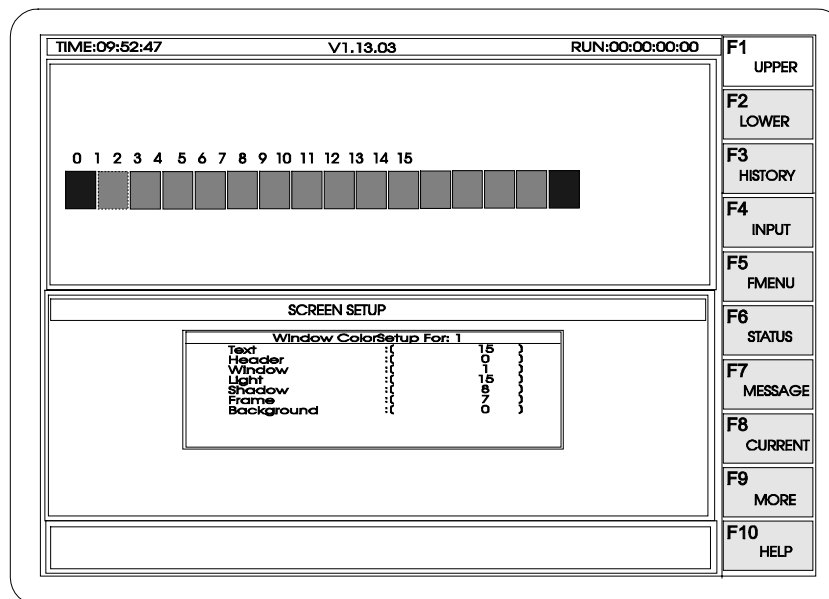 TIME:09:52:47 V1.13.03 RUN:00:00:00:00
0 1 2 3 4 5 6 7 8 9 10 11 12 13 14 15
SCREEN SETUP
Window ColorSetup For: 1
Text :[ 15 ]
Header :[ 0 ]
Window :[ 1 ]
Light :[ 15 ]
Shadow :[ 8 ]
Frame :[ 7 ]
Background :[ 0 ]
F1
UPPER
F2
LOWER
F3
HISTORY
F4
INPUT
F5
FMENU
F6
STATUS
F7
MESSAGE
F8
CURRENT
F9
MORE
F10
HELP